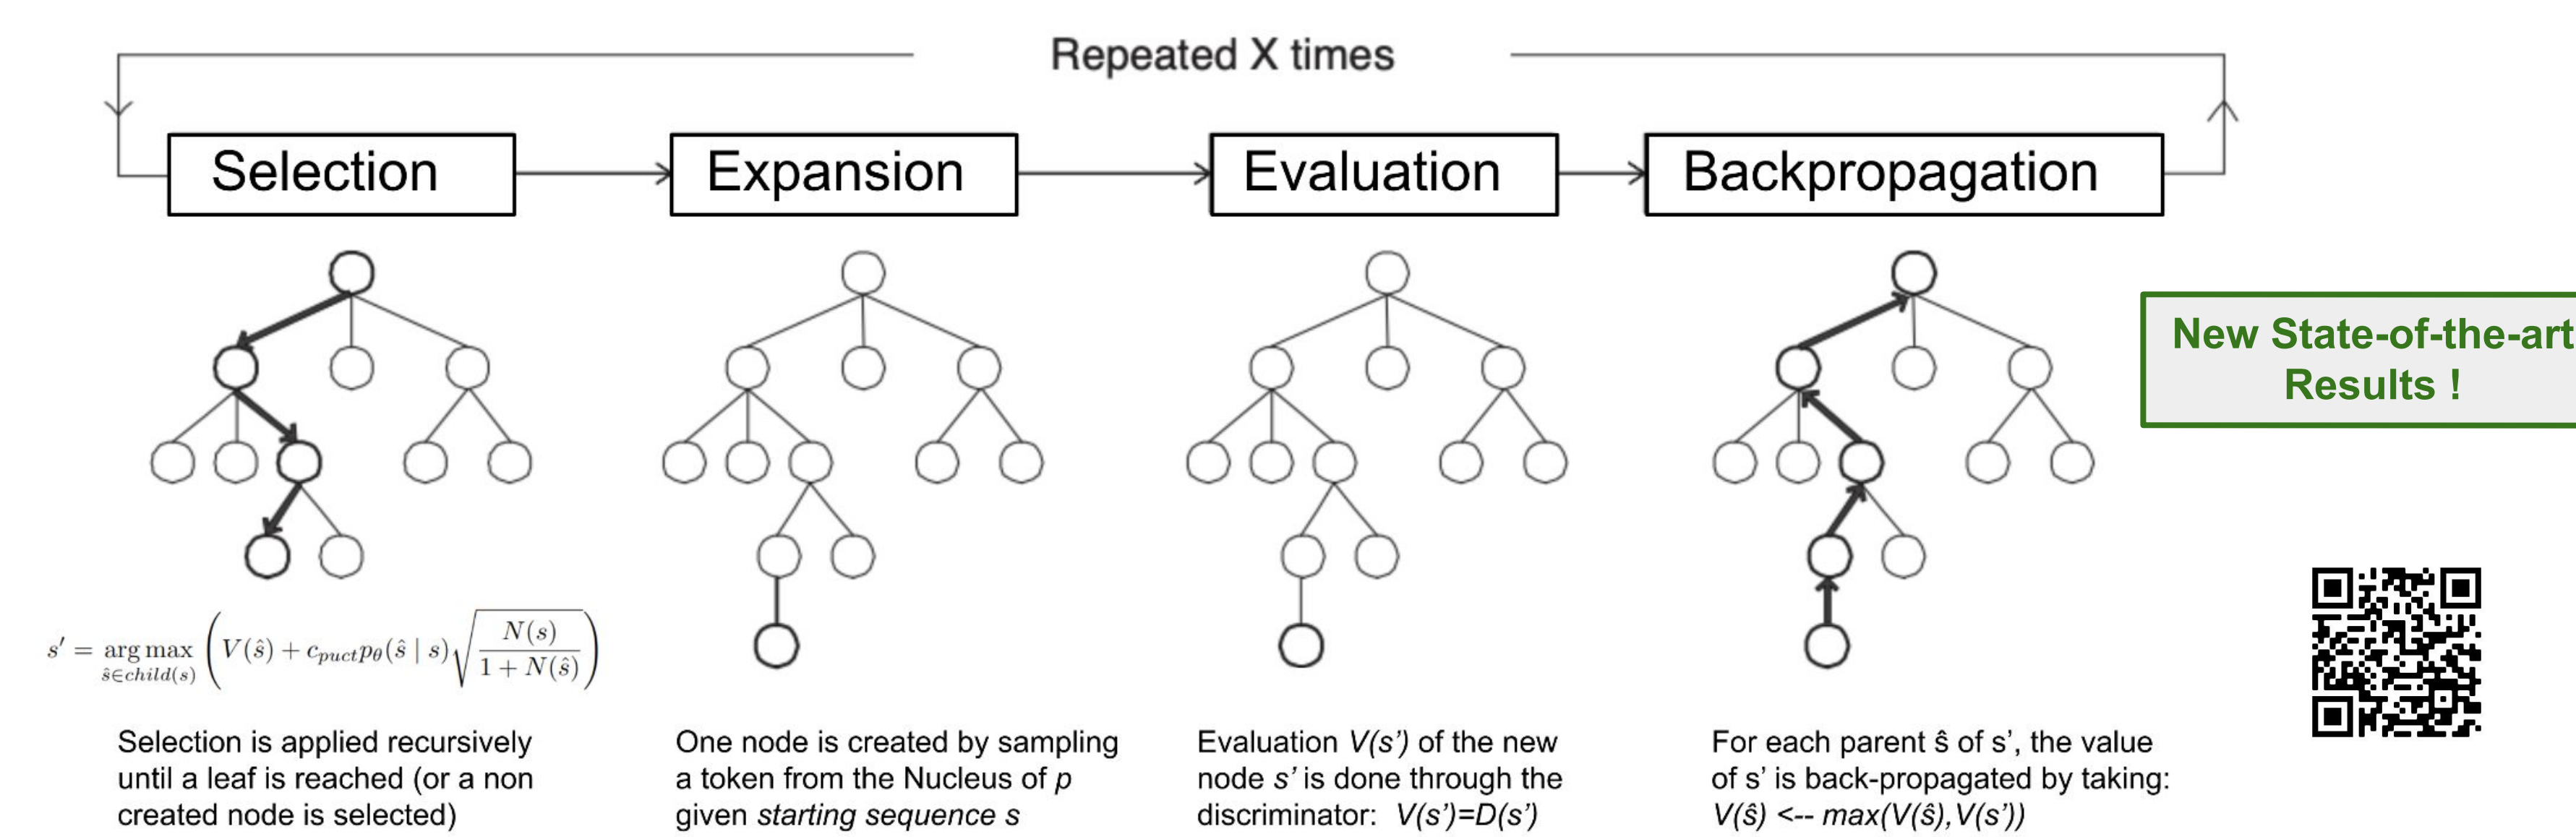 Repeated X times
Selection
Expansion
Evaluation
Backpropagation
New State-of-the-art
Results !
s′ = arg max ŝ∈child(s) ( V(ŝ) + c_puct p_θ(ŝ | s) √( N(s) / 1 + N(ŝ) ) )
Selection is applied recursively
until a leaf is reached (or a non
created node is selected)
One node is created by sampling
a token from the Nucleus of p
given starting sequence s
Evaluation V(s’) of the new
node s’ is done through the
discriminator: V(s’)=D(s’)
For each parent ŝ of s’, the value
of s’ is back-propagated by taking:
V(ŝ) <-- max(V(ŝ),V(s’))